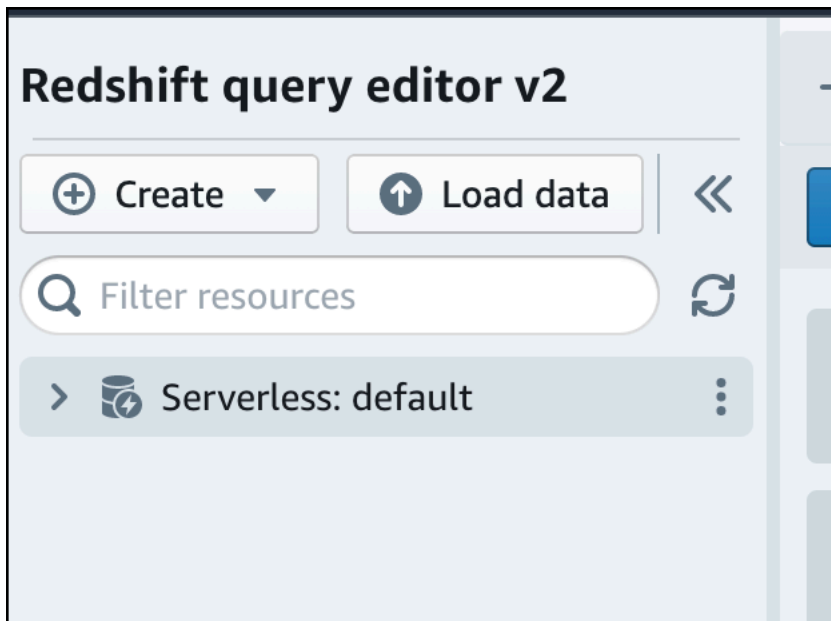 Redshift query editor v2
Create Load data
Filter resources
Serverless: default